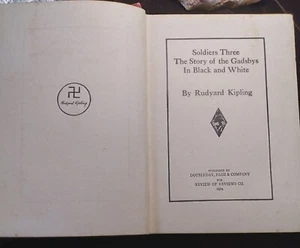 Rudyard Kipling
Soldiers Three
The Story of the Gadsbys
In Black and White
By Rudyard Kipling
PUBLISHED BY
DOUBLEDAY, PAGE & COMPANY
FOR
REVIEW OF REVIEWS CO.